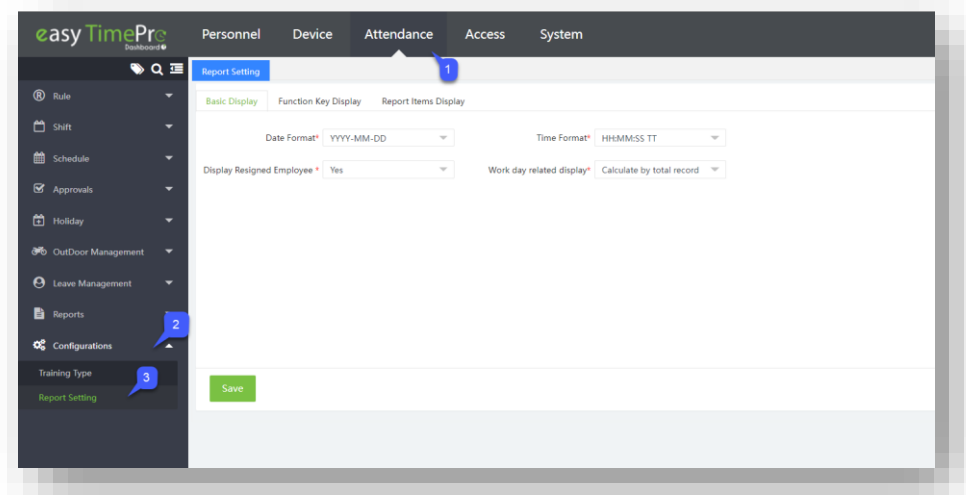 easy TimePro
Dashboard
Personnel Device Attendance Access System
1
Report Setting
Rule
Shift
Schedule
Approvals
Holiday
OutDoor Management
Leave Management
Reports
2
Configurations
Training Type
3
Report Setting
Basic Display Function Key Display Report Items Display
Date Format* YYYY-MM-DD Time Format* HH:MM:SS TT
Display Resigned Employee * Yes Work day related display* Calculate by total record
Save